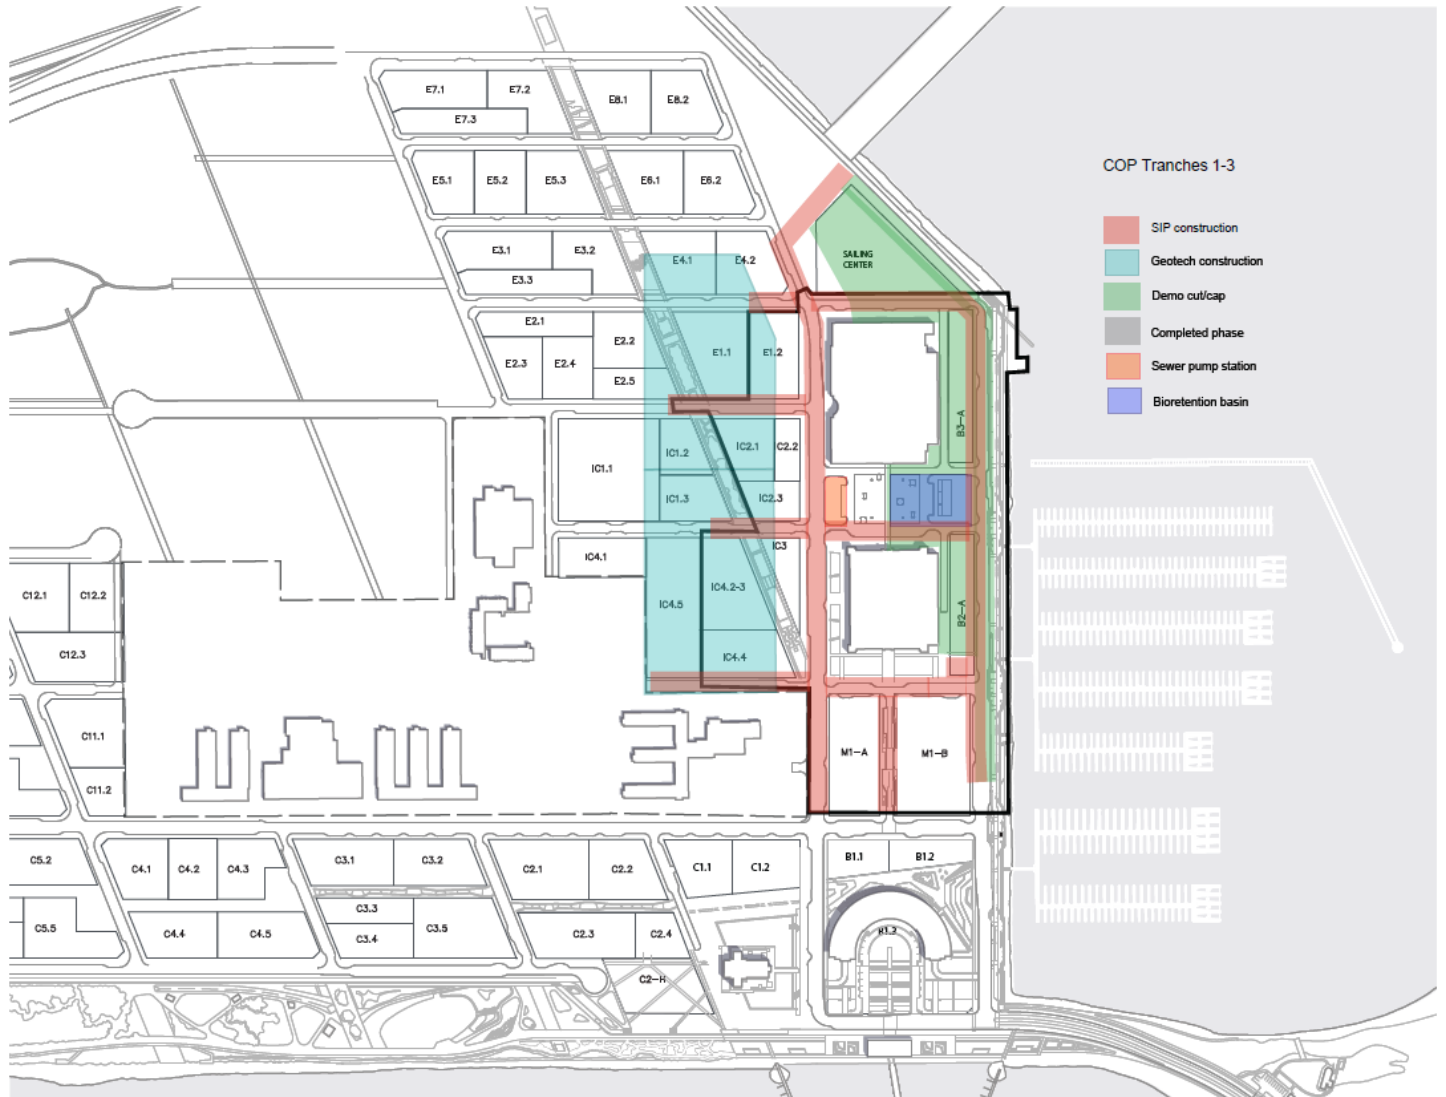 E7.1
E7.2
E8.1
E8.2
E7.3
COP Tranches 1-3
E5.1
E5.2
E5.3
E6.1
E6.2
SIP construction
E3.1
E3.2
E4.1
E4.2
SAILING
CENTER
Geotech construction
E3.3
Demo cut/cap
E2.1
Completed phase
E2.2
E1.1
E1.2
E2.3
E2.4
Sewer pump station
E2.5
Bioretention basin
B3-A
IC1.1
IC1.2
IC2.1
C2.2
IC1.3
IC2.3
IC3
IC4.1
IC4.2-3
C12.1
C12.2
IC4.5
B2-A
C12.3
IC4.4
C11.1
M1-A
M1-B
C11.2
C5.2
C4.1
C4.2
C4.3
C3.1
C3.2
C2.1
C2.2
C1.1
C1.2
B1.1
B1.2
C3.3
C5.5
C4.4
C4.5
C3.4
C3.5
C2.3
C2.4
B1.3
C2-H